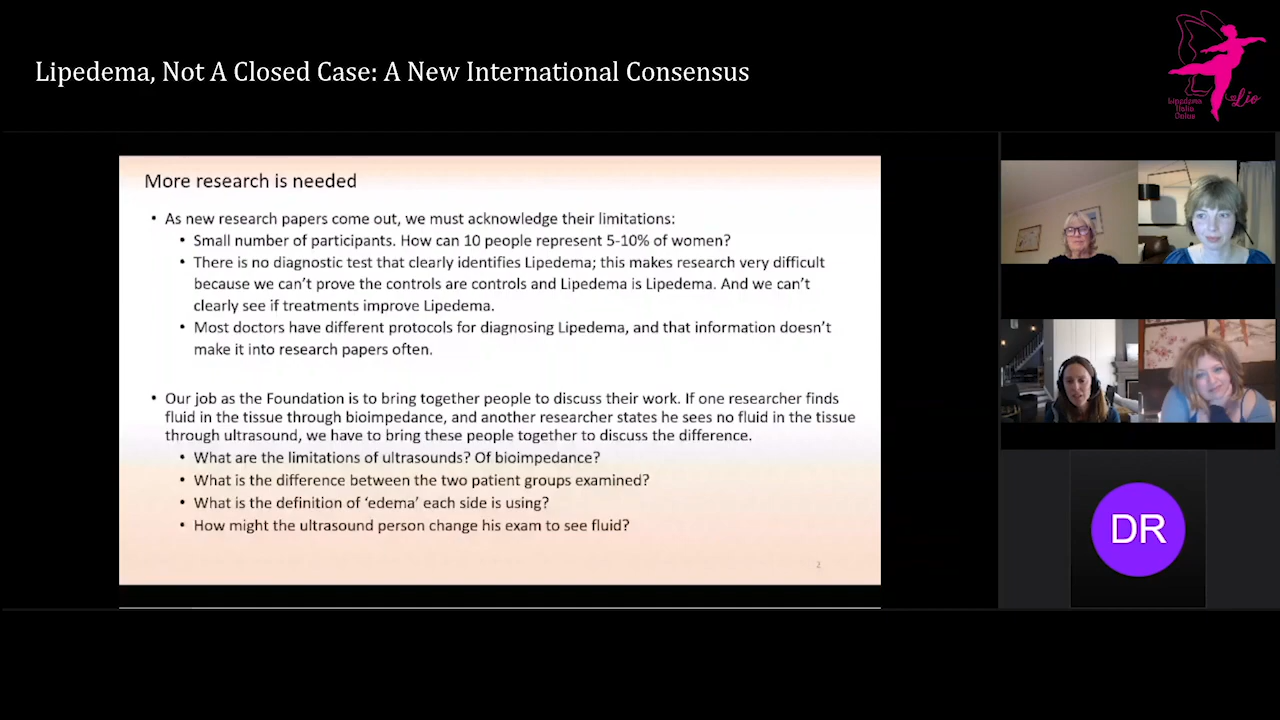 Lipedema, Not A Closed Case: A New International Consensus
Lipedema
Italia
Onlus
Lio
More research is needed
• As new research papers come out, we must acknowledge their limitations:
• Small number of participants. How can 10 people represent 5-10% of women?
• There is no diagnostic test that clearly identifies Lipedema; this makes research very difficult
because we can't prove the controls are controls and Lipedema is Lipedema. And we can't
clearly see if treatments improve Lipedema.
• Most doctors have different protocols for diagnosing Lipedema, and that information doesn't
make it into research papers often.
• Our job as the Foundation is to bring together people to discuss their work. If one researcher finds
fluid in the tissue through bioimpedance, and another researcher states he sees no fluid in the tissue
through ultrasound, we have to bring these people together to discuss the difference.
• What are the limitations of ultrasounds? Of bioimpedance?
• What is the difference between the two patient groups examined?
• What is the definition of 'edema' each side is using?
• How might the ultrasound person change his exam to see fluid?
2
DR